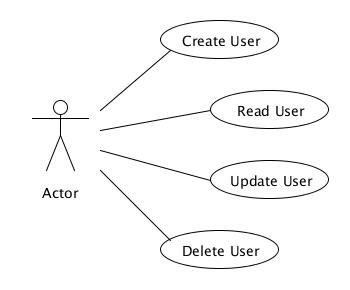 Create User
Read User
Update User
Actor
Delete User